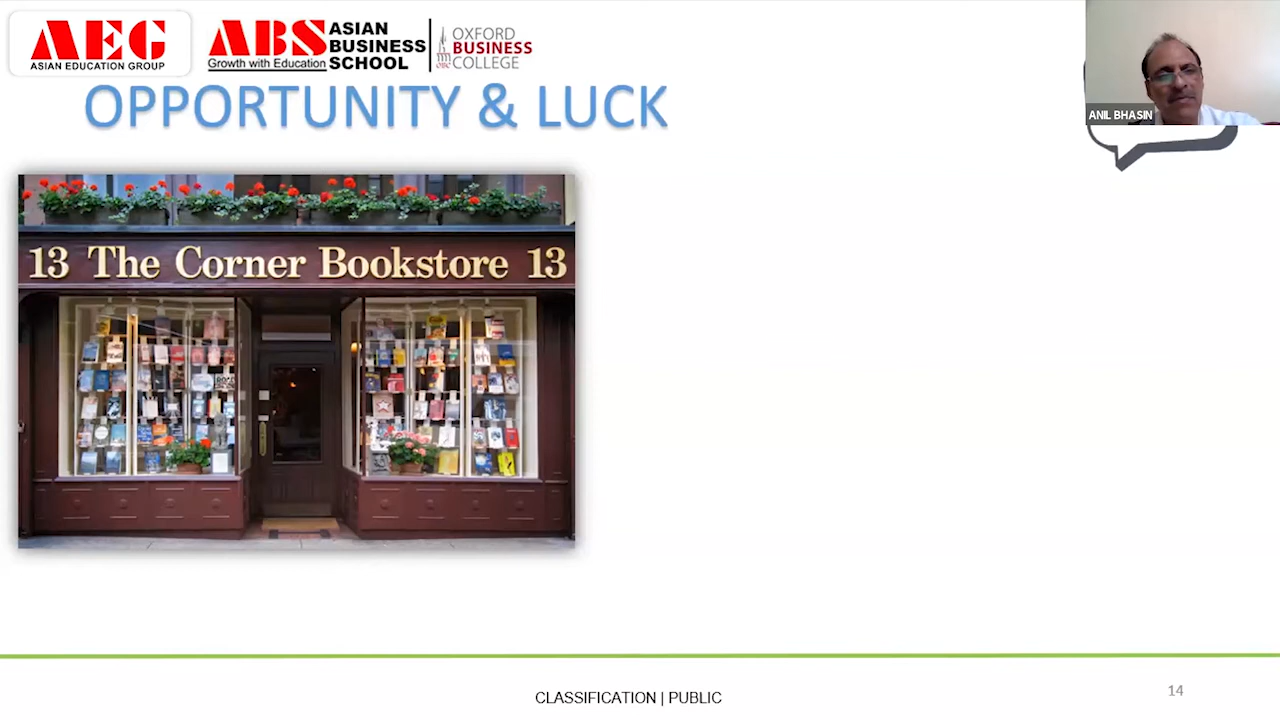 AEG
ASIAN EDUCATION GROUP
ABS
Growth with Education
ASIAN
BUSINESS
SCHOOL
OXFORD
BUSINESS
COLLEGE
OPPORTUNITY & LUCK
ANIL BHASIN
13 The Corner Bookstore 13
CLASSIFICATION | PUBLIC
14